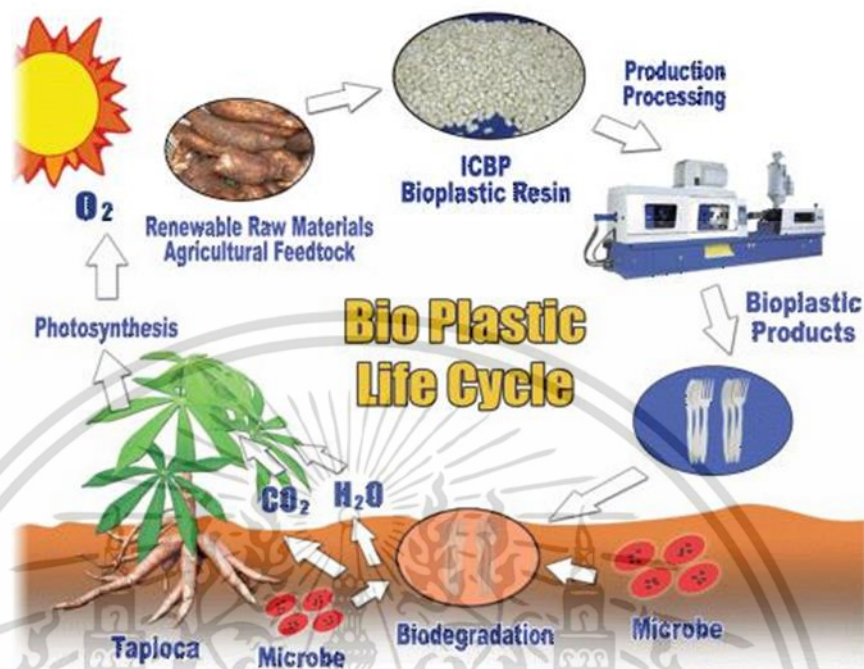 Production
Processing
ICBP
Bioplastic Resin
O₂
Renewable Raw Materials
Agricultural Feedtock
Photosynthesis
Bio Plastic
Life Cycle
Bioplastic
Products
CO₂
H₂O
Tapioca
Microbe
Biodegradation
Microbe